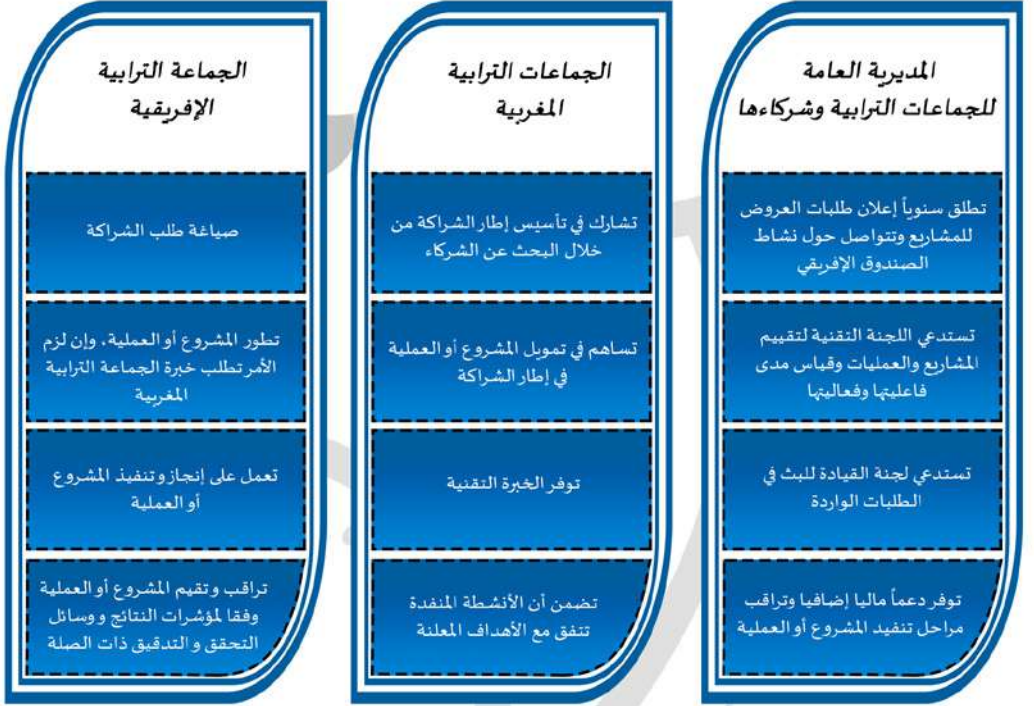 المديرية العامة
للجماعات الترابية وشركاءها
تطلق سنوياً إعلان طلبات العروض
للمشاريع وتتواصل حول نشاط
الصندوق الإفريقي
تستدعي اللجنة التقنية لتقييم
المشاريع والعمليات وقياس مدى
فاعليتها وفعاليتها
تستدعي لجنة القيادة للبث في
الطلبات الواردة
توفر دعماً ماليا إضافيا وتراقب
مراحل تنفيد المشروع أو العملية
الجماعات الترابية
المغربية
تشارك في تأسيس إطار الشراكة من
خلال البحث عن الشركاء
تساهم في تمويل المشروع أو العملية
في إطار الشراكة
توفر الخبرة التقنية
تضمن أن الأنشطة المنفدة
تتفق مع الأهداف المعلنة
الجماعة الترابية
الإفريقية
صياغة طلب الشراكة
تطور المشروع أو العملية، وإن لزم
الأمر تطلب خبرة الجماعة الترابية
المغربية
تعمل على إنجاز وتنفيذ المشروع
أو العملية
تراقب وتقيم المشروع أو العملية
وفقا لمؤشرات النتائج ووسائل
التحقق و التدقيق ذات الصلة